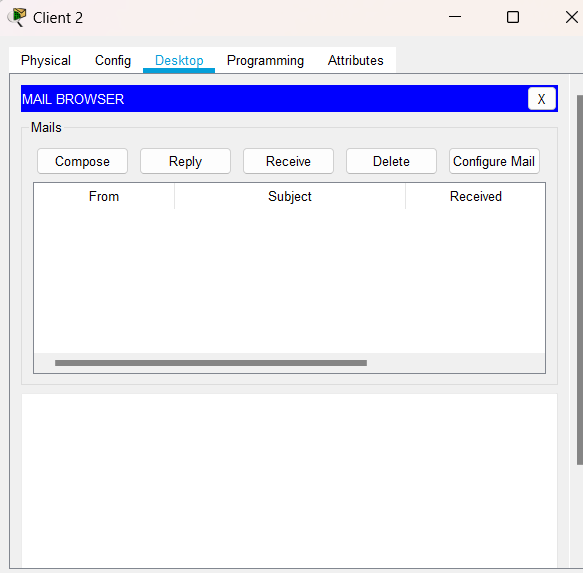 Client 2
Physical Config Desktop Programming Attributes
MAIL BROWSER X
Mails
Compose Reply Receive Delete Configure Mail
From Subject Received